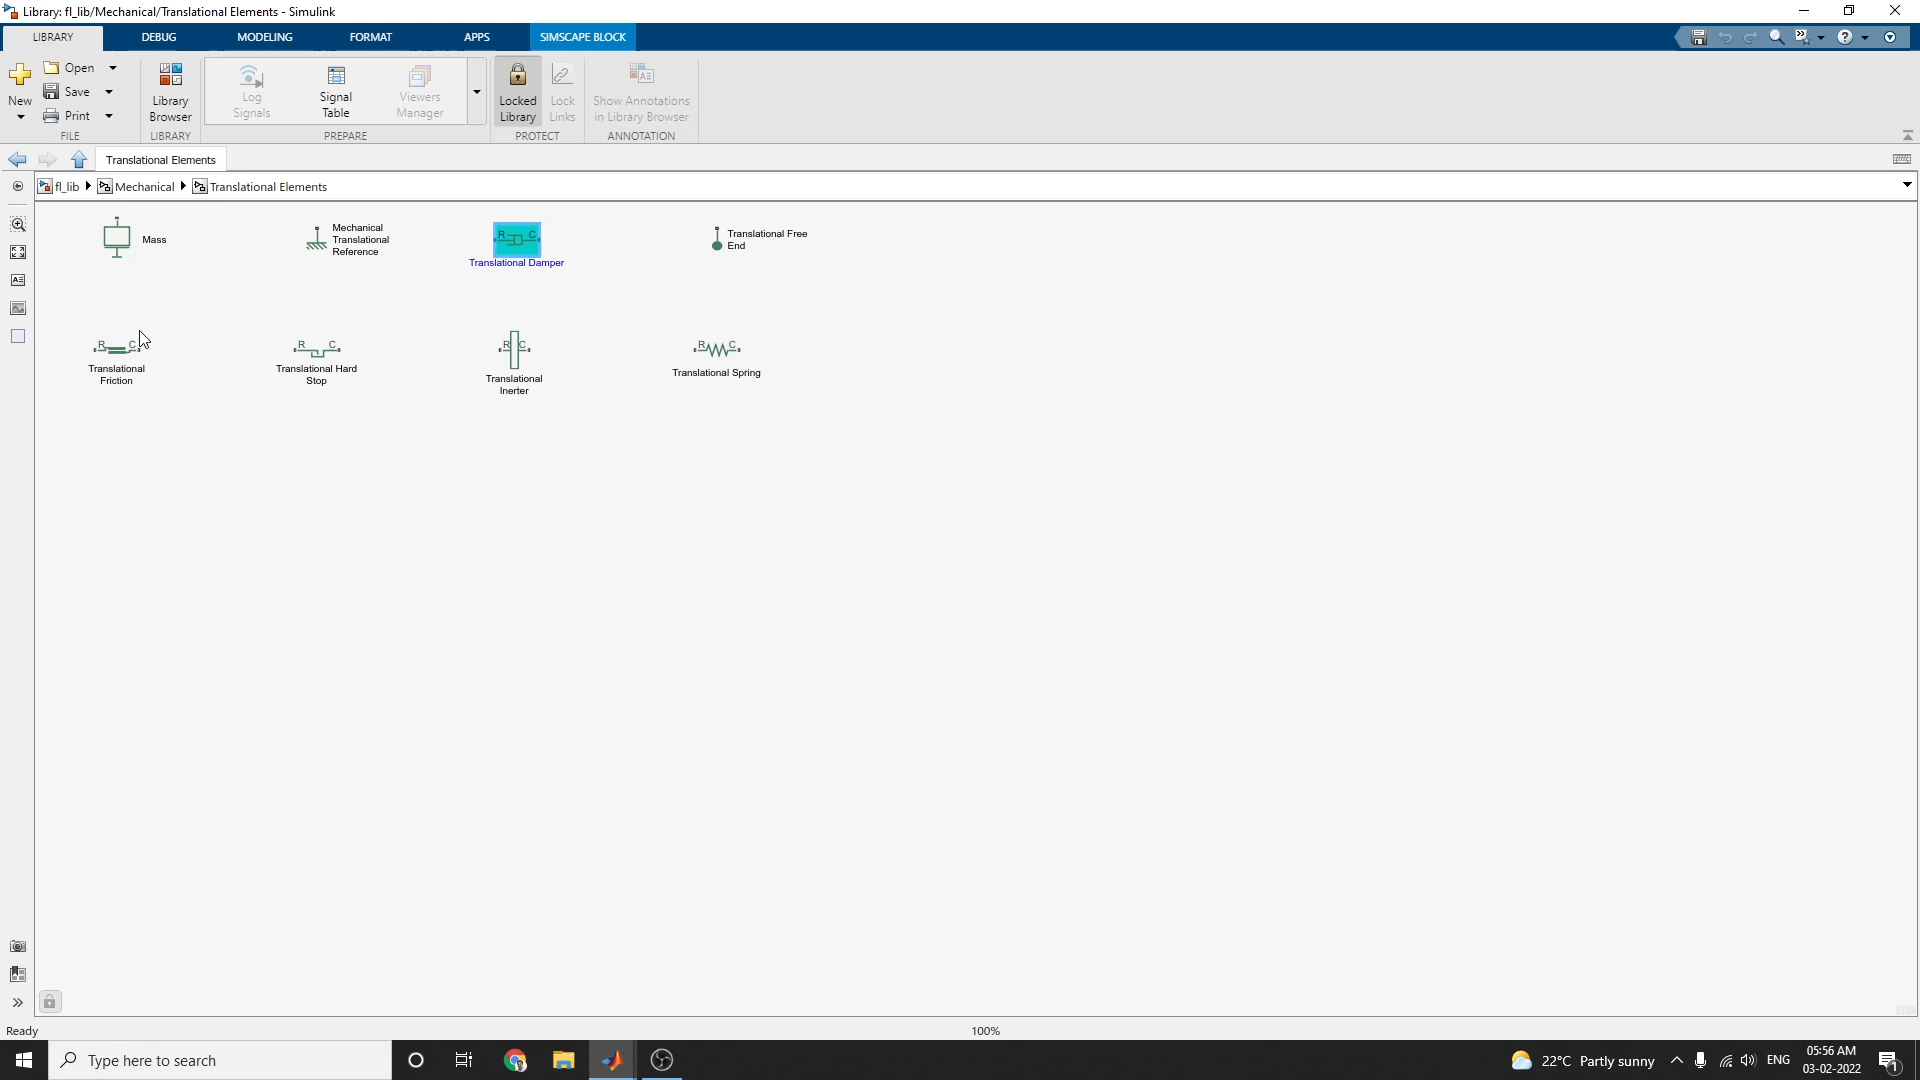 Library: fl_lib/Mechanical/Translational Elements - Simulink
LIBRARY DEBUG MODELING FORMAT APPS SIMSCAPE BLOCK
New
Open
Save
Print
FILE
Library
Browser
LIBRARY
Log
Signals
Signal
Table
Viewers
Manager
PREPARE
Locked
Library
Lock
Links
PROTECT
Show Annotations
in Library Browser
ANNOTATION
Translational Elements
fl_lib Mechanical Translational Elements
Mass
Mechanical
Translational
Reference
R C
Translational Damper
Translational Free
End
R C
Translational
Friction
R C
Translational Hard
Stop
R C
Translational
Inerter
R C
Translational Spring
Ready
100%
Type here to search
22°C Partly sunny
ENG
05:56 AM
03-02-2022
1